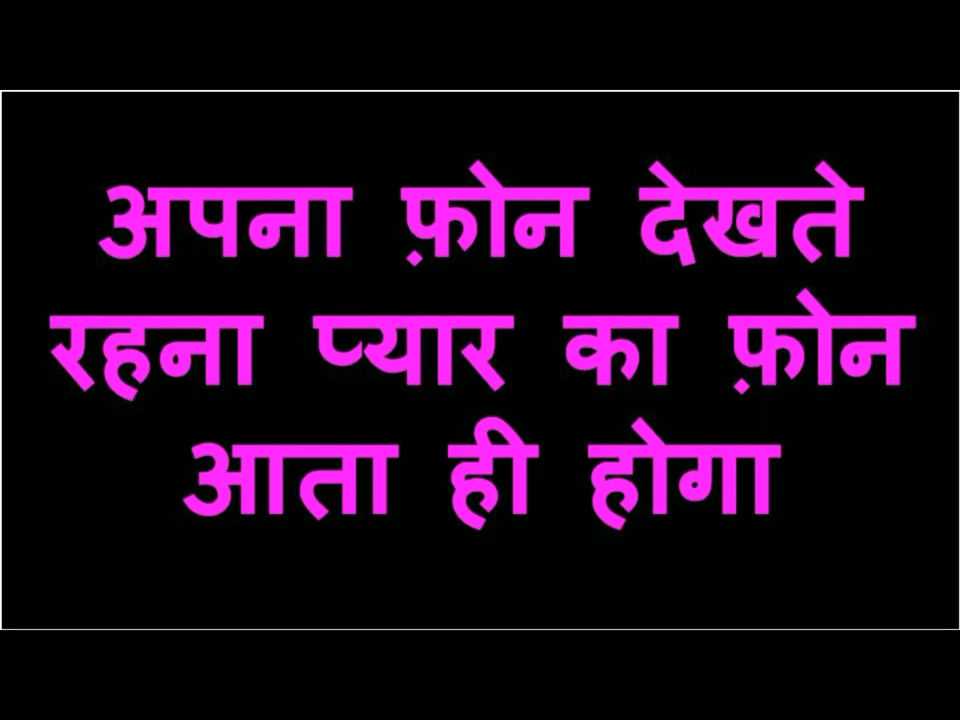 अपना फ़ोन देखते
रहना प्यार का फ़ोन
आता ही होगा